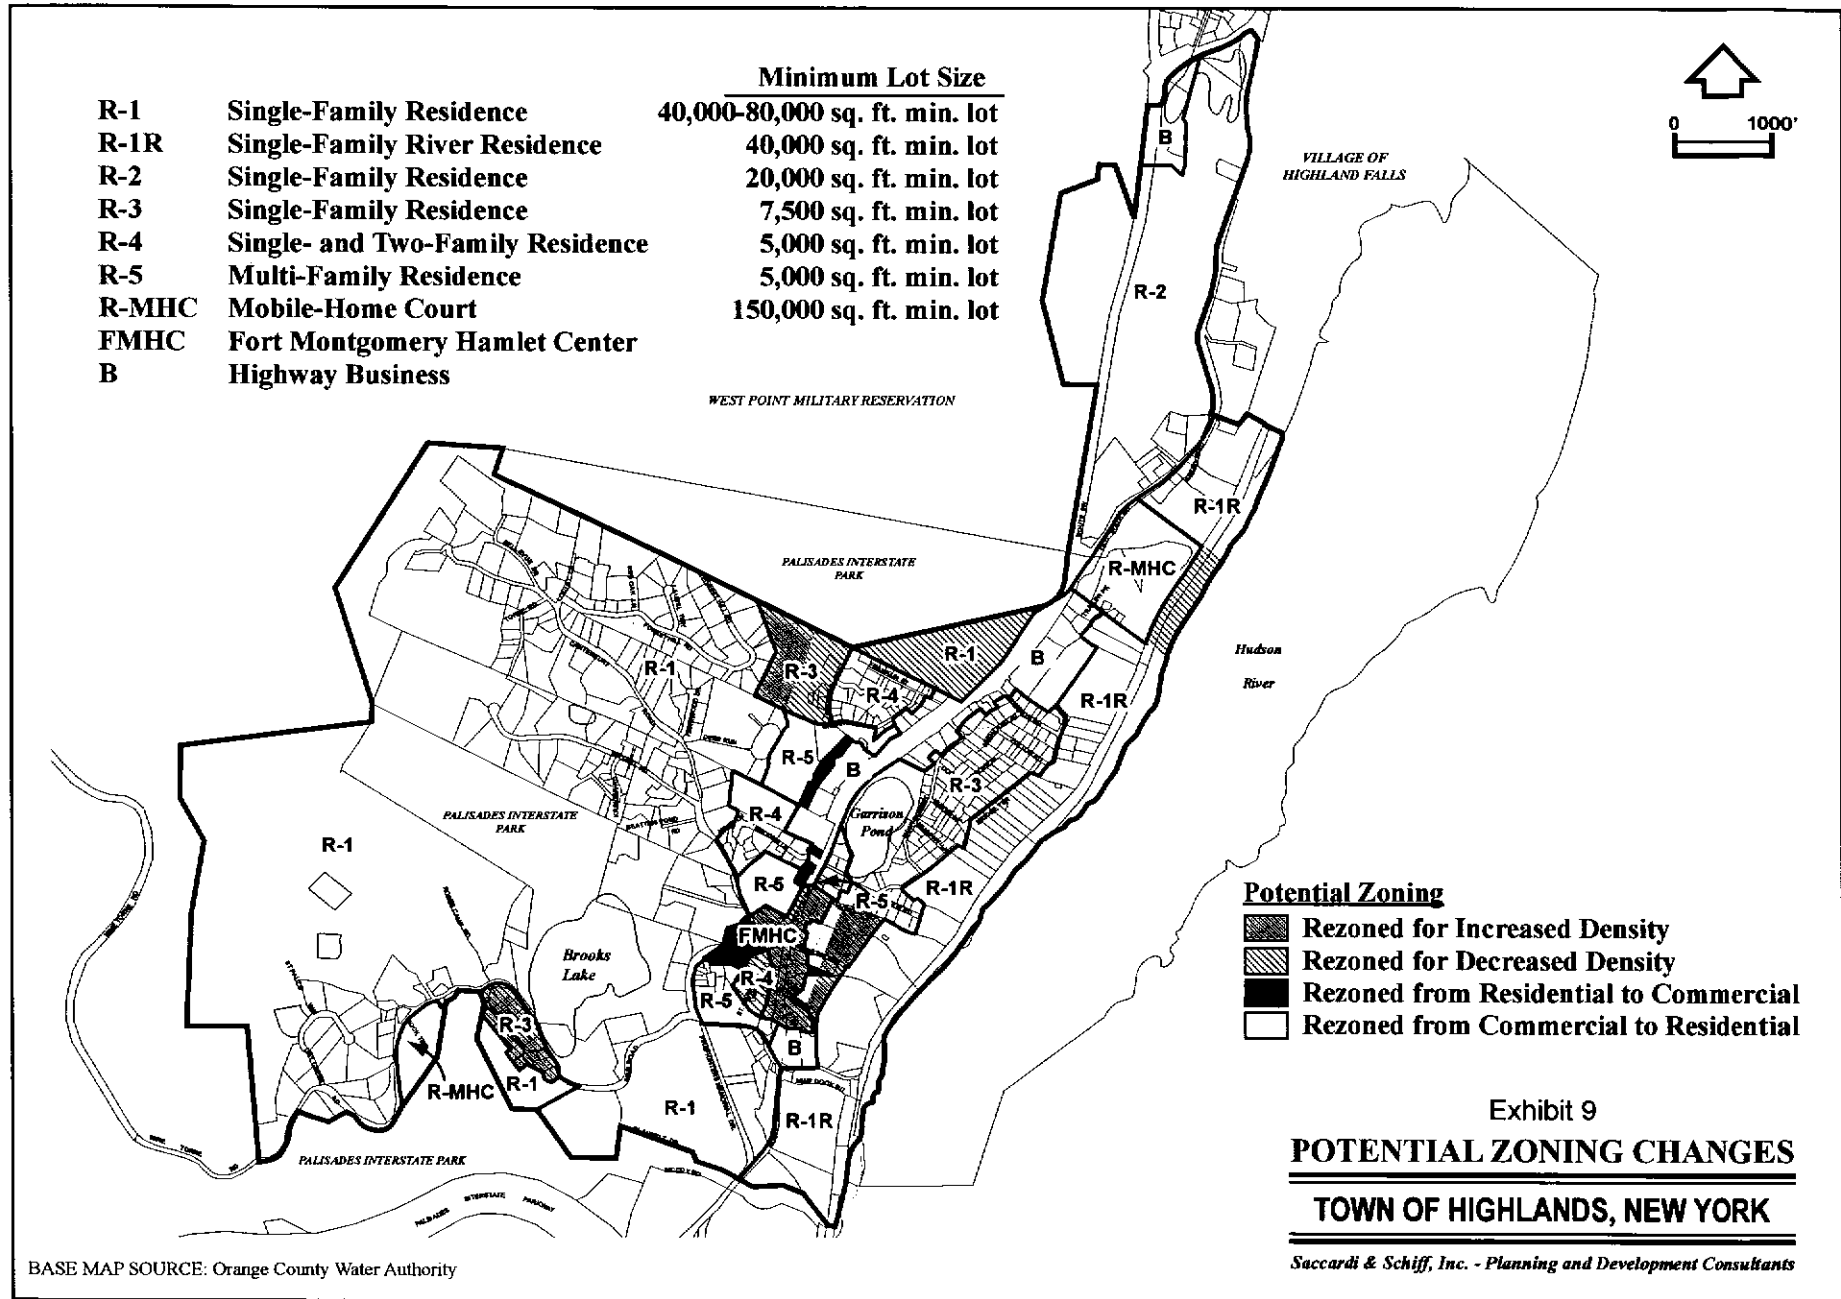 Minimum Lot Size
R-1 Single-Family Residence 40,000-80,000 sq. ft. min. lot
R-1R Single-Family River Residence 40,000 sq. ft. min. lot
R-2 Single-Family Residence 20,000 sq. ft. min. lot
R-3 Single-Family Residence 7,500 sq. ft. min. lot
R-4 Single- and Two-Family Residence 5,000 sq. ft. min. lot
R-5 Multi-Family Residence 5,000 sq. ft. min. lot
R-MHC Mobile-Home Court 150,000 sq. ft. min. lot
FMHC Fort Montgomery Hamlet Center
B Highway Business
0 1000'
VILLAGE OF
HIGHLAND FALLS
B
R-2
WEST POINT MILITARY RESERVATION
R-1R
PALISADES INTERSTATE
PARK
R-MHC
Hudson
River
R-1
R-3
R-1
R-4
B
R-1R
R-5
B
R-3
Garrison
Pond
R-4
PALISADES INTERSTATE
PARK
R-1
R-5
R-5
R-1R
FMHC
Brooks
Lake
R-4
R-5
R-3
B
R-MHC
R-1
R-1
R-1R
PALISADES INTERSTATE PARK
PALISADES INTERSTATE PARKWAY
Potential Zoning
Rezoned for Increased Density
Rezoned for Decreased Density
Rezoned from Residential to Commercial
Rezoned from Commercial to Residential
Exhibit 9
POTENTIAL ZONING CHANGES
TOWN OF HIGHLANDS, NEW YORK
Saccardi & Schiff, Inc. - Planning and Development Consultants
BASE MAP SOURCE: Orange County Water Authority